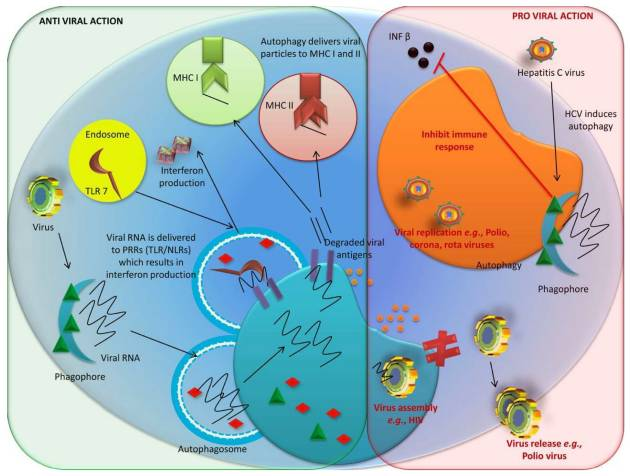 ANTI VIRAL ACTION
Autophagy delivers viral
particles to MHC I and II
MHC I
MHC II
Endosome
TLR 7
Interferon
production
Virus
Viral RNA is delivered
to PRRs (TLR/NLRs)
which results in
interferon production
Degraded viral
antigens
Viral RNA
Phagophore
Autophagosome
PRO VIRAL ACTION
INF β
Hepatitis C virus
HCV induces
autophagy
Inhibit immune
response
Viral replication e.g., Polio,
corona, rota viruses
Autophagy
Phagophore
Virus assembly
e.g., HIV
Virus release e.g.,
Polio virus